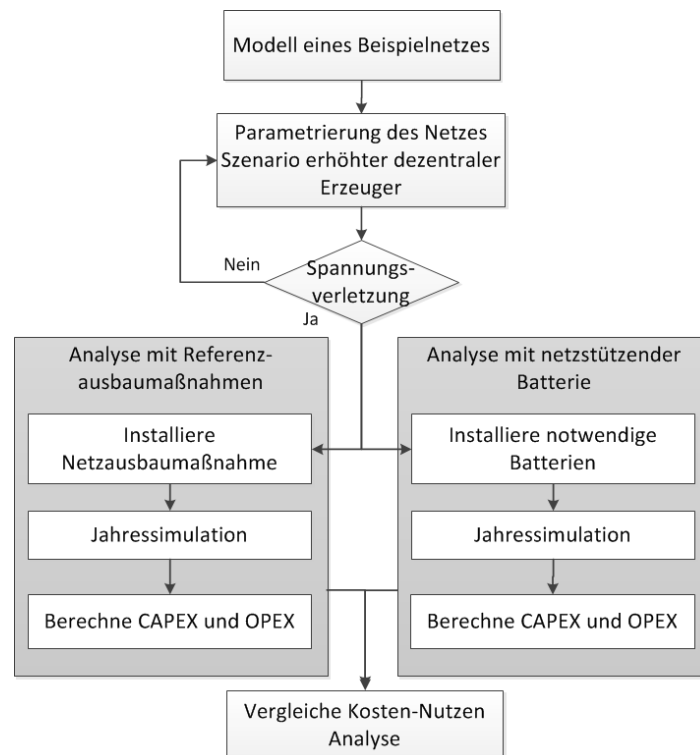 Modell eines Beispielnetzes
Parametrierung des Netzes
Szenario erhöhter dezentraler
Erzeuger
Nein
Spannungs-
verletzung
Ja
Analyse mit Referenz-
ausbaumaßnahmen
Installiere
Netzausbaumaßnahme
Jahressimulation
Berechne CAPEX und OPEX
Analyse mit netzstützender
Batterie
Installiere notwendige
Batterien
Jahressimulation
Berechne CAPEX und OPEX
Vergleiche Kosten-Nutzen
Analyse